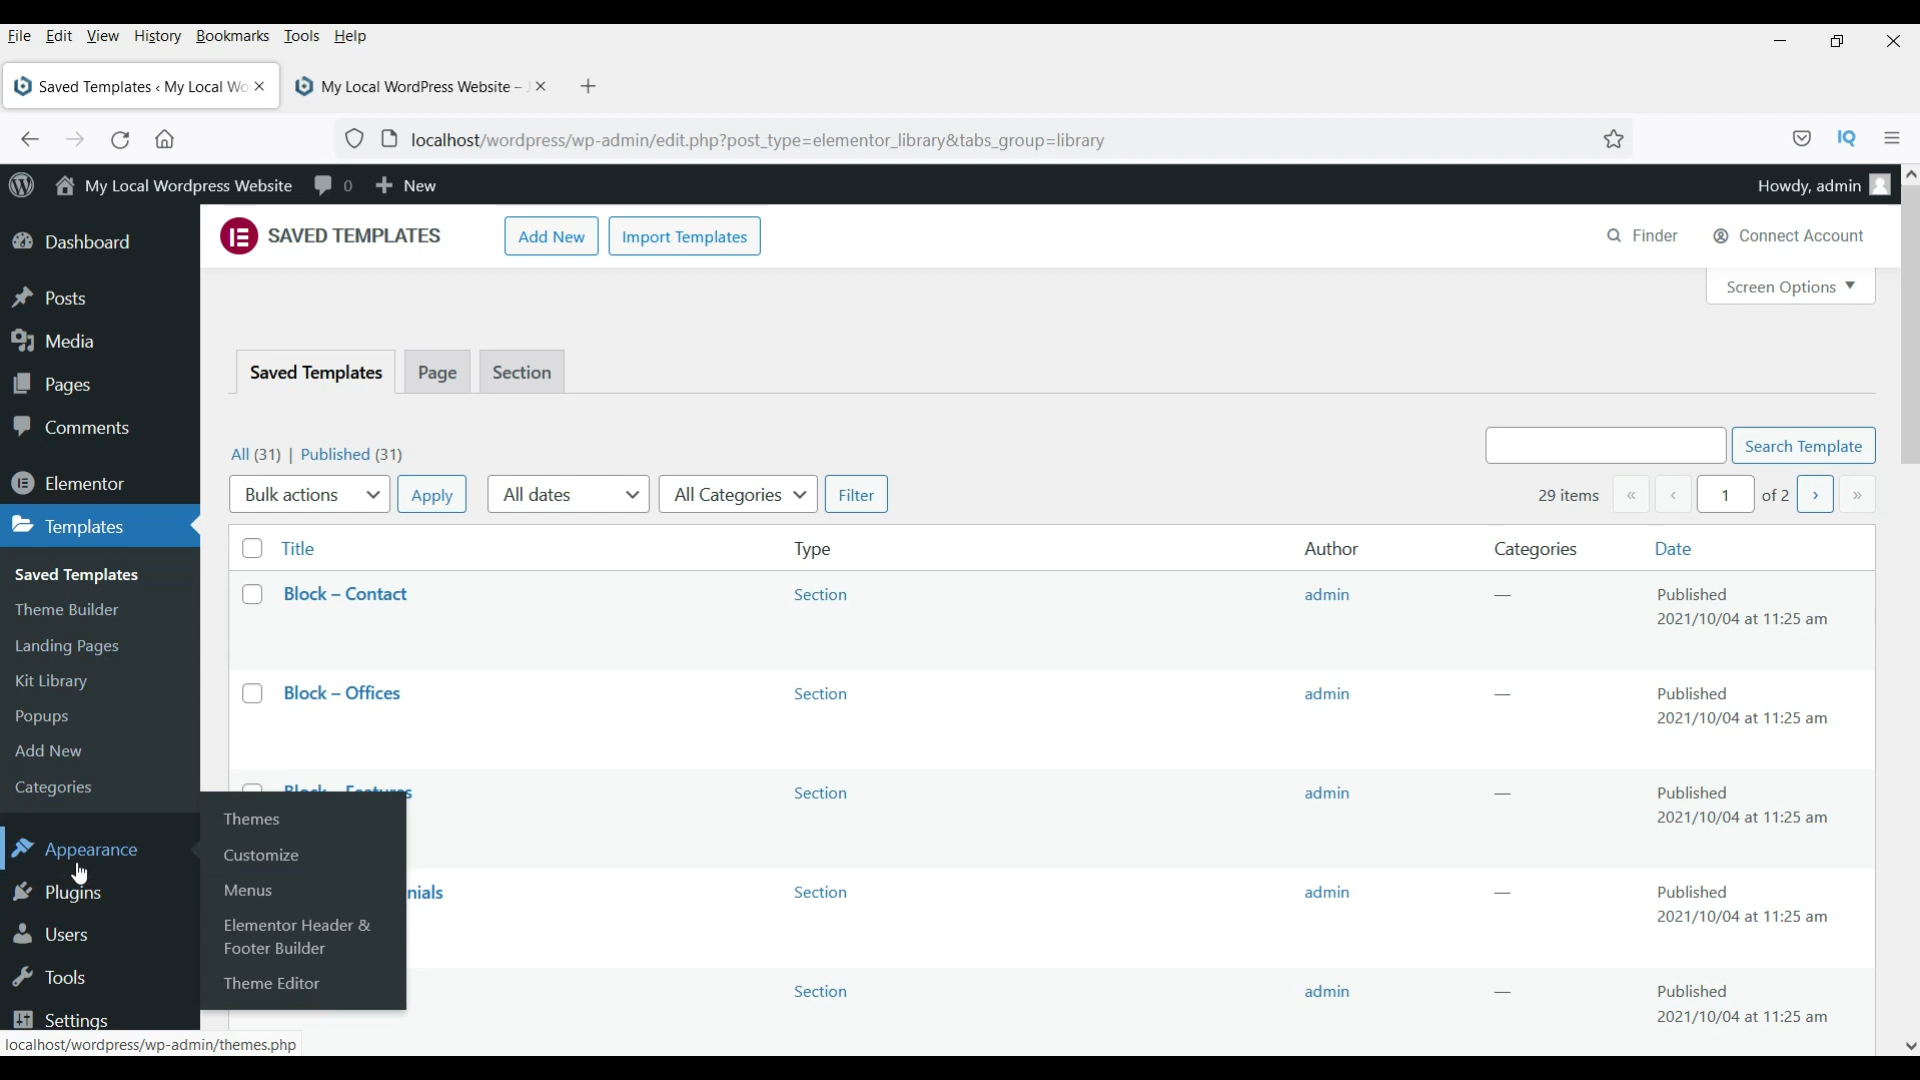 File Edit View History Bookmarks Tools Help
Saved Templates ‹ My Local Wo
My Local WordPress Website –
localhost/wordpress/wp-admin/edit.php?post_type=elementor_library&tabs_group=library
IQ
My Local Wordpress Website 0 New
Howdy, admin
Dashboard
Posts
Media
Pages
Comments
Elementor
Templates
Saved Templates
Theme Builder
Landing Pages
Kit Library
Popups
Add New
Categories
Appearance
Plugins
Users
Tools
Settings
localhost/wordpress/wp-admin/themes.php
Themes
Customize
Menus
Elementor Header &
Footer Builder
Theme Editor
SAVED TEMPLATES Add New Import Templates
Finder Connect Account
Screen Options
Saved Templates Page Section
All (31) | Published (31)
Search Template
Bulk actions Apply All dates All Categories Filter
29 items « ‹ 1 of 2 › »
Title Type Author Categories Date
Block – Contact Section admin — Published
2021/10/04 at 11:25 am
Block – Offices Section admin — Published
2021/10/04 at 11:25 am
Block – Features Section admin — Published
2021/10/04 at 11:25 am
nials Section admin — Published
2021/10/04 at 11:25 am
Section admin — Published
2021/10/04 at 11:25 am